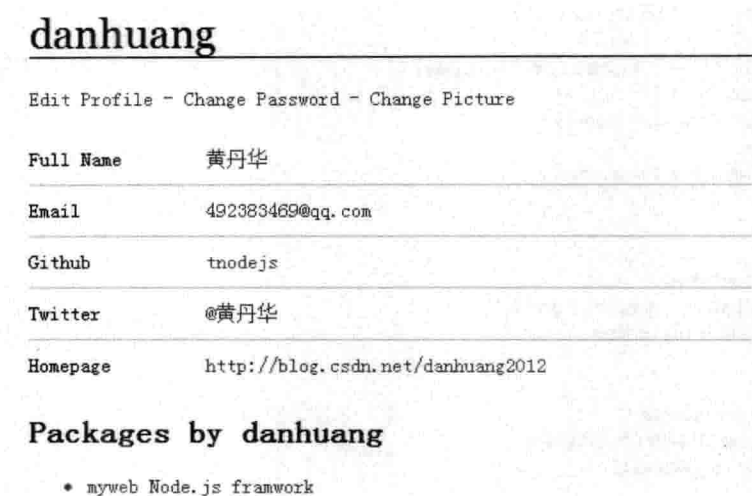 danhuang
Edit Profile - Change Password - Change Picture
Full Name 黄丹华
Email 492383469@qq.com
Github tnodejs
Twitter @黄丹华
Homepage http://blog.csdn.net/danhuang2012
Packages by danhuang
• myweb Node.js framwork